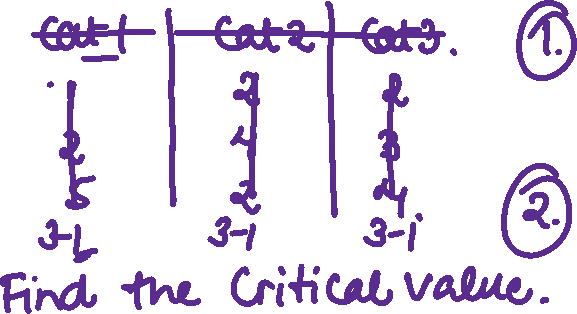 Cat 1 Cat 2 Cat 3. 1.
1 2 2
2 4 3
5 2 4 2.
3-1 3-1 3-1
Find the Critical value.